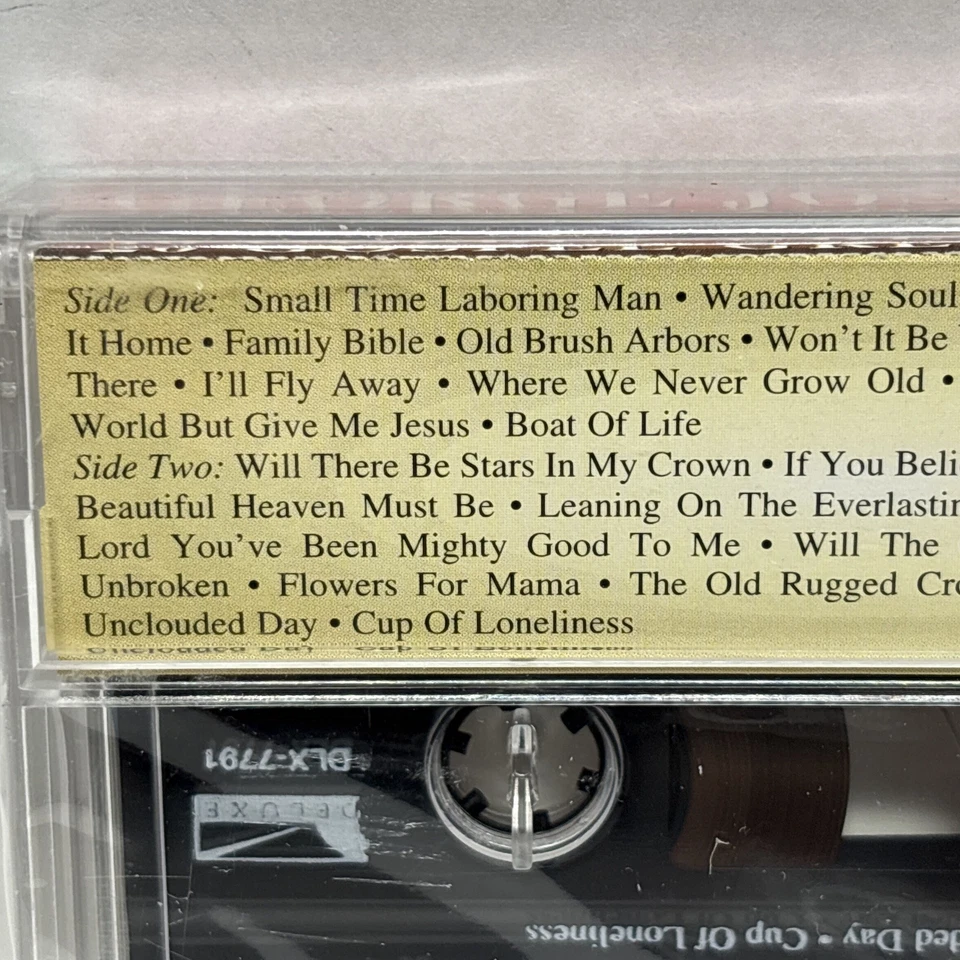 Side One: Small Time Laboring Man • Wandering Soul
It Home • Family Bible • Old Brush Arbors • Won't It Be
There • I'll Fly Away • Where We Never Grow Old •
World But Give Me Jesus • Boat Of Life
Side Two: Will There Be Stars In My Crown • If You Beli
Beautiful Heaven Must Be • Leaning On The Everlastin
Lord You've Been Mighty Good To Me • Will The
Unbroken • Flowers For Mama • The Old Rugged Cro
Unclouded Day • Cup Of Loneliness
DLX-7791
DELUXE
ded Day • Cup Of Loneliness